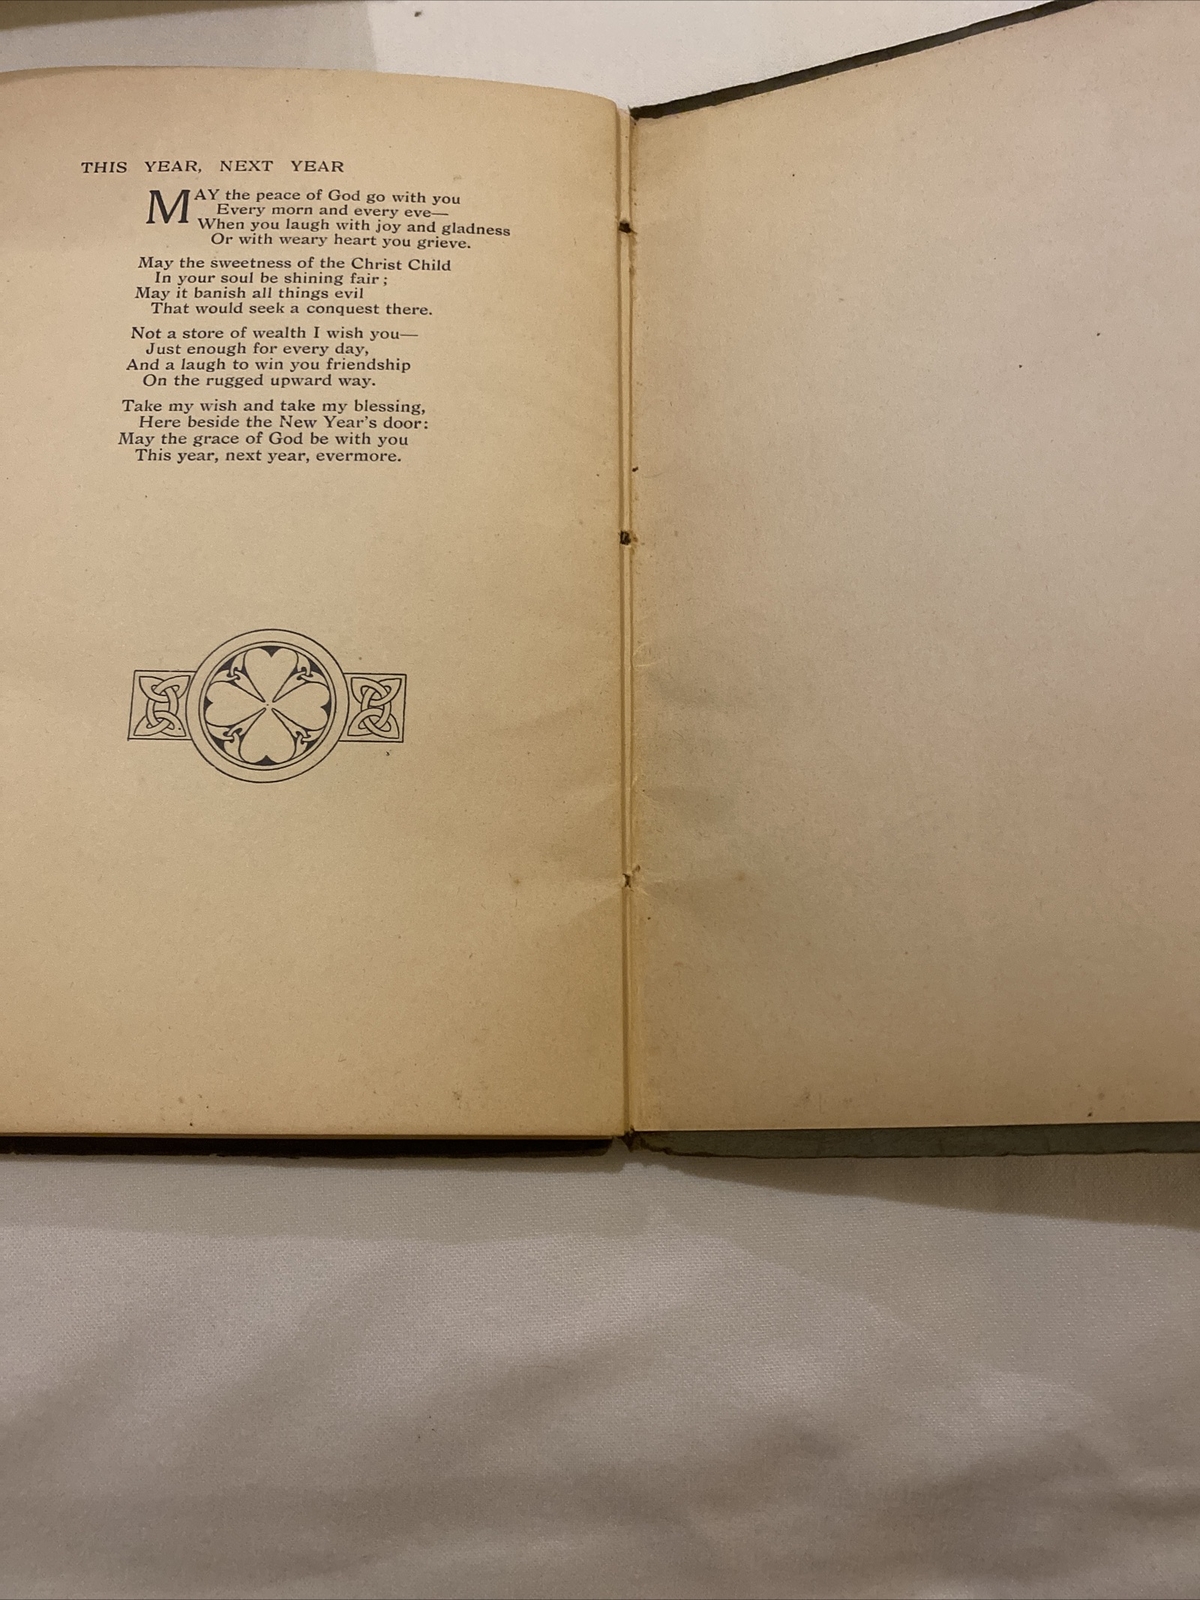 THIS YEAR, NEXT YEAR
MAY the peace of God go with you
Every morn and every eve—
When you laugh with joy and gladness
Or with weary heart you grieve.
May the sweetness of the Christ Child
In your soul be shining fair;
May it banish all things evil
That would seek a conquest there.
Not a store of wealth I wish you—
Just enough for every day,
And a laugh to win you friendship
On the rugged upward way.
Take my wish and take my blessing,
Here beside the New Year's door:
May the grace of God be with you
This year, next year, evermore.